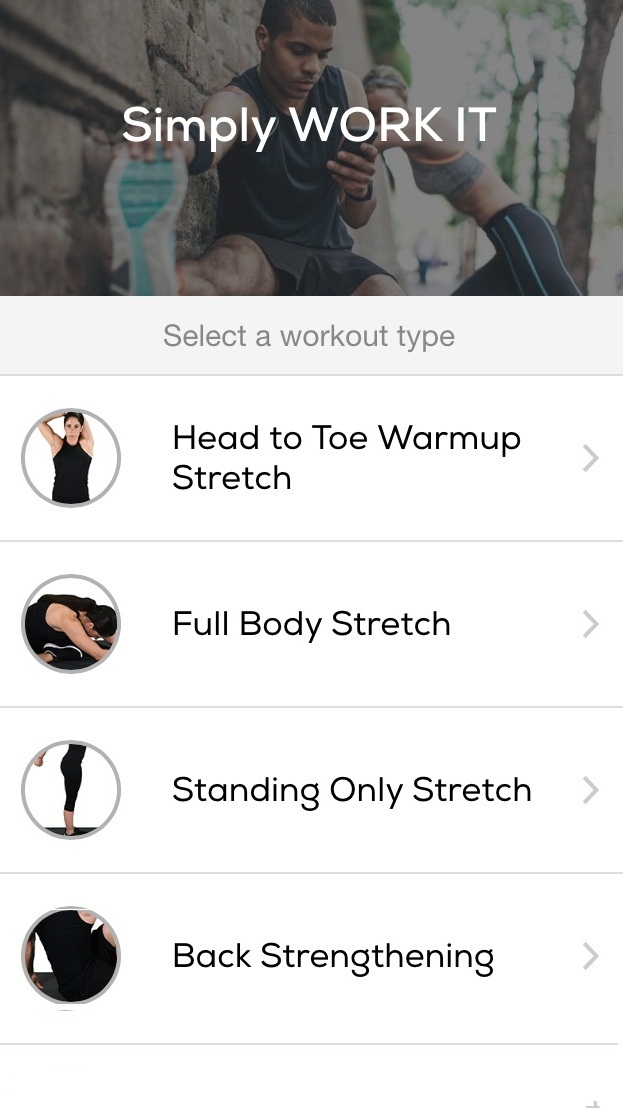 Simply WORK IT
Select a workout type
Head to Toe Warmup
Stretch
Full Body Stretch
Standing Only Stretch
Back Strengthening